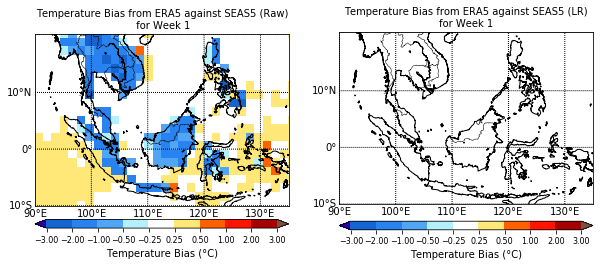 Temperature Bias from ERA5 against SEAS5 (Raw)
for Week 1
10°N
0°
10°S
90°E 100°E 110°E 120°E 130°E
−3.00 −2.00 −1.00 −0.50 −0.25 0.25 0.50 1.00 2.00 3.00
Temperature Bias (°C)
Temperature Bias from ERA5 against SEAS5 (LR)
for Week 1
10°N
0°
10°S
90°E 100°E 110°E 120°E 130°E
−3.00 −2.00 −1.00 −0.50 −0.25 0.25 0.50 1.00 2.00 3.00
Temperature Bias (°C)